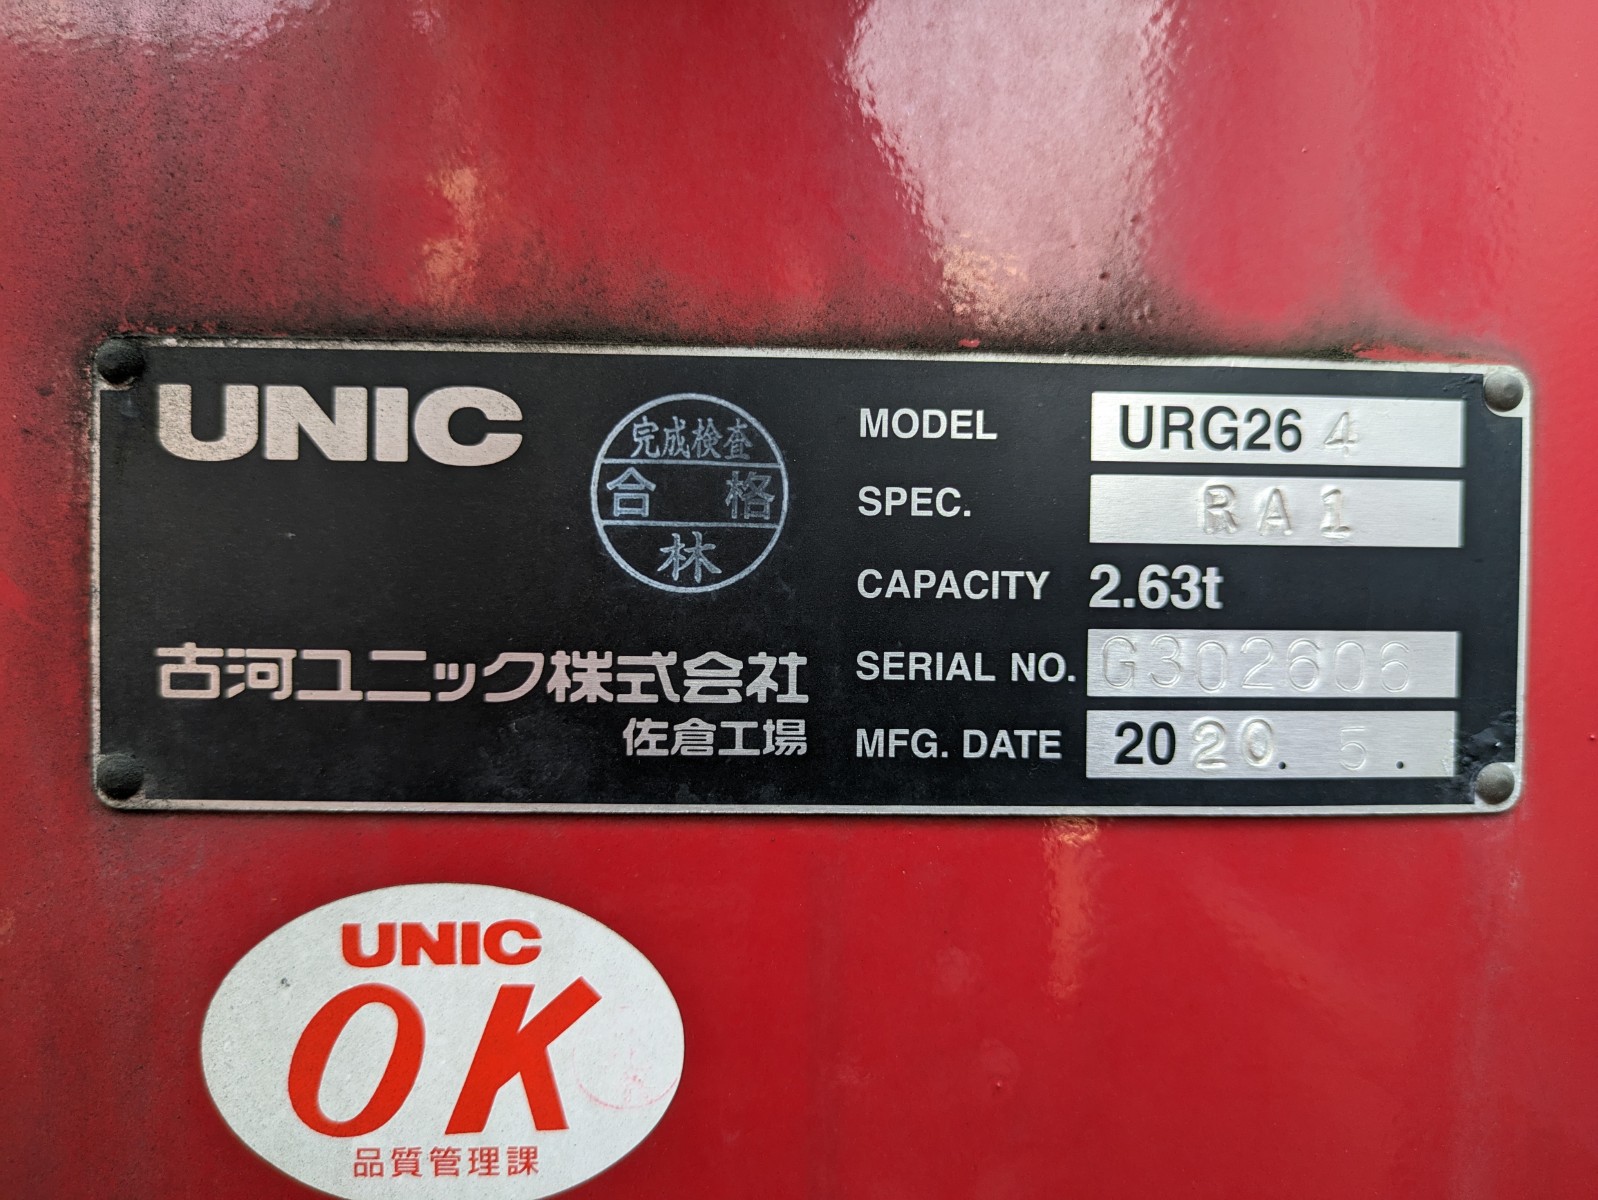 UNIC
完成検査
合格
林
古河ユニック株式会社
佐倉工場
MODEL URG264
SPEC. RA1
CAPACITY 2.63t
SERIAL NO. G302606
MFG. DATE 2020. 5.
UNIC
OK
品質管理課